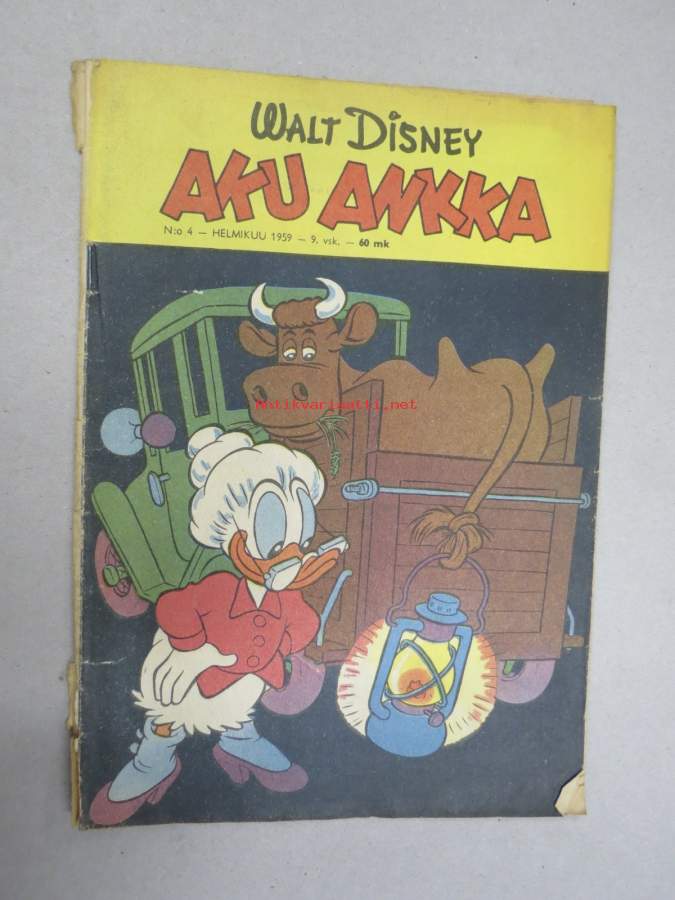 WALT DISNEY
AKU ANKKA
N:o 4 — HELMIKUU 1959 — 9. vsk. — 60 mk
antikvariaatti.net